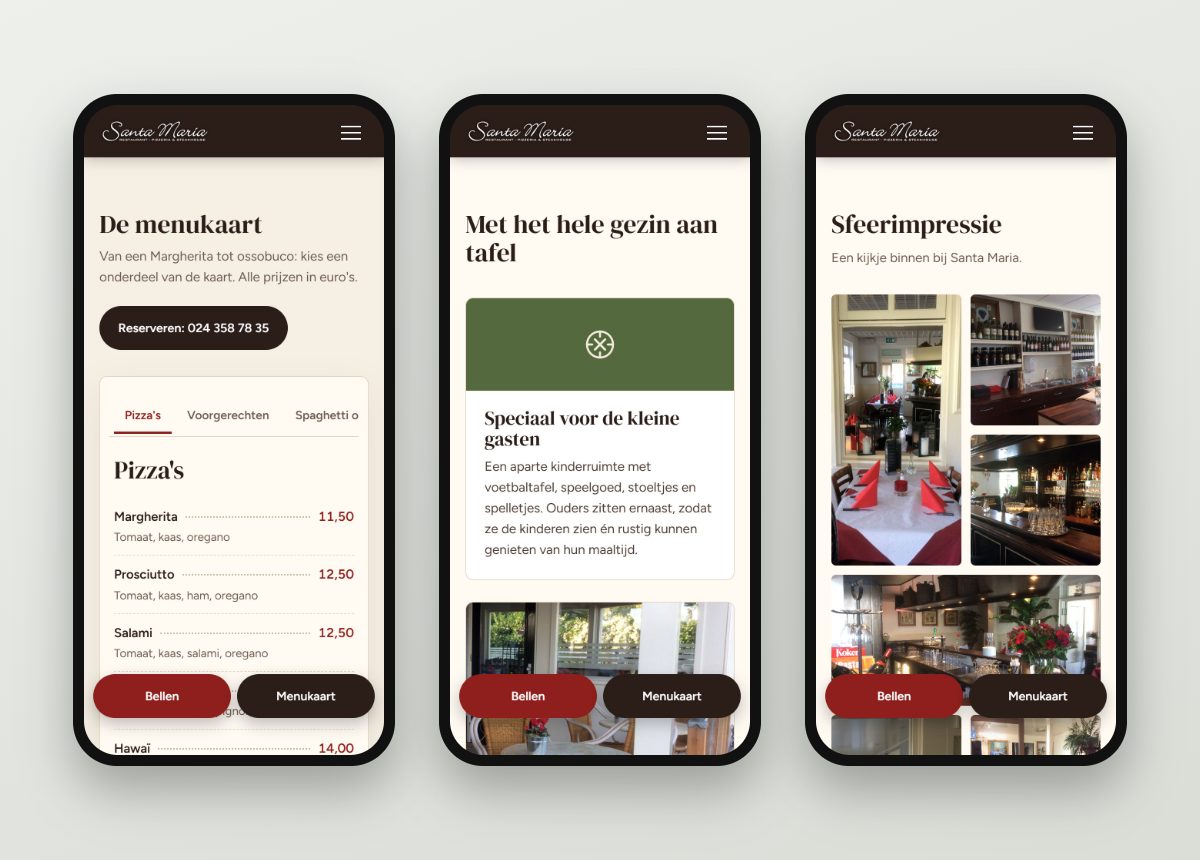 Santa Maria
RESTAURANT - PIZZERIA & STEAKHOUSE
De menukaart
Van een Margherita tot ossobuco: kies een
onderdeel van de kaart. Alle prijzen in euro's.
Reserveren: 024 358 78 35
Pizza's Voorgerechten Spaghetti o
Pizza's
Margherita 11,50
Tomaat, kaas, oregano
Prosciutto 12,50
Tomaat, kaas, ham, oregano
Salami 12,50
Tomaat, kaas, salami, oregano
Bellen Menukaart
Hawaï 14,00
Santa Maria
RESTAURANT - PIZZERIA & STEAKHOUSE
Met het hele gezin aan
tafel
Speciaal voor de kleine
gasten
Een aparte kinderruimte met
voetbaltafel, speelgoed, stoeltjes en
spelletjes. Ouders zitten ernaast, zodat
ze de kinderen zien én rustig kunnen
genieten van hun maaltijd.
Bellen Menukaart
Santa Maria
RESTAURANT - PIZZERIA & STEAKHOUSE
Sfeerimpressie
Een kijkje binnen bij Santa Maria.
Bellen Menukaart